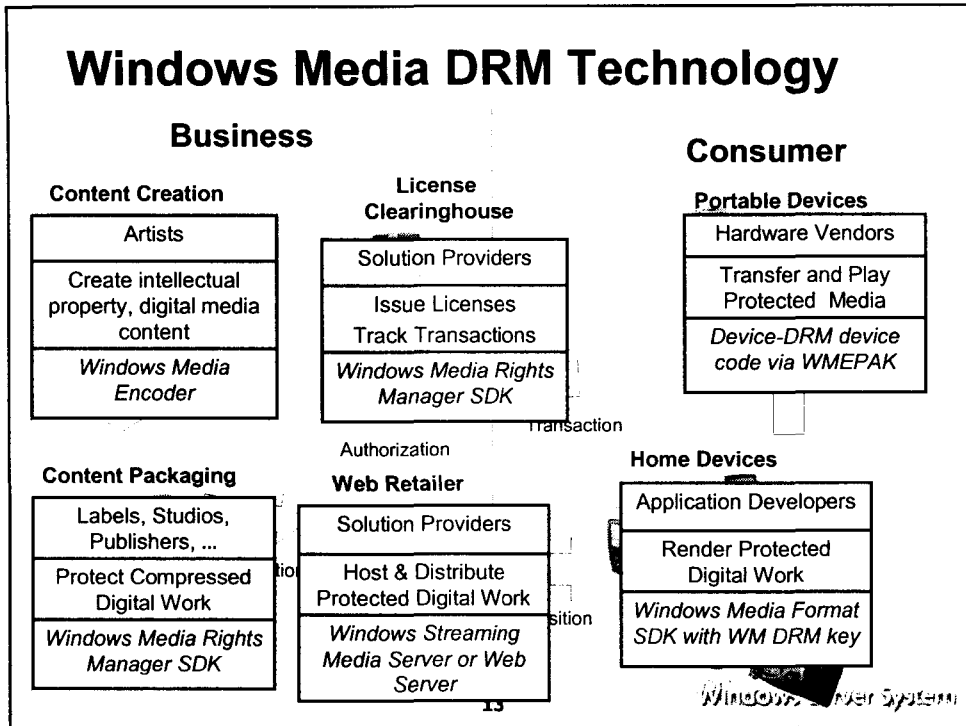 Windows Media DRM Technology
Business
Consumer
Content Creation
Artists
Create intellectual
property, digital media
content
Windows Media
Encoder
License
Clearinghouse
Solution Providers
Issue Licenses
Track Transactions
Windows Media Rights
Manager SDK
Portable Devices
Hardware Vendors
Transfer and Play
Protected Media
Device-DRM device
code via WMEPAK
Transaction
Authorization
Content Packaging
Labels, Studios,
Publishers, ...
Protect Compressed
Digital Work
Windows Media Rights
Manager SDK
Web Retailer
Solution Providers
Host & Distribute
Protected Digital Work
Windows Streaming
Media Server or Web
Server
Home Devices
Application Developers
Render Protected
Digital Work
Windows Media Format
SDK with WM DRM key
Windows Server System
13